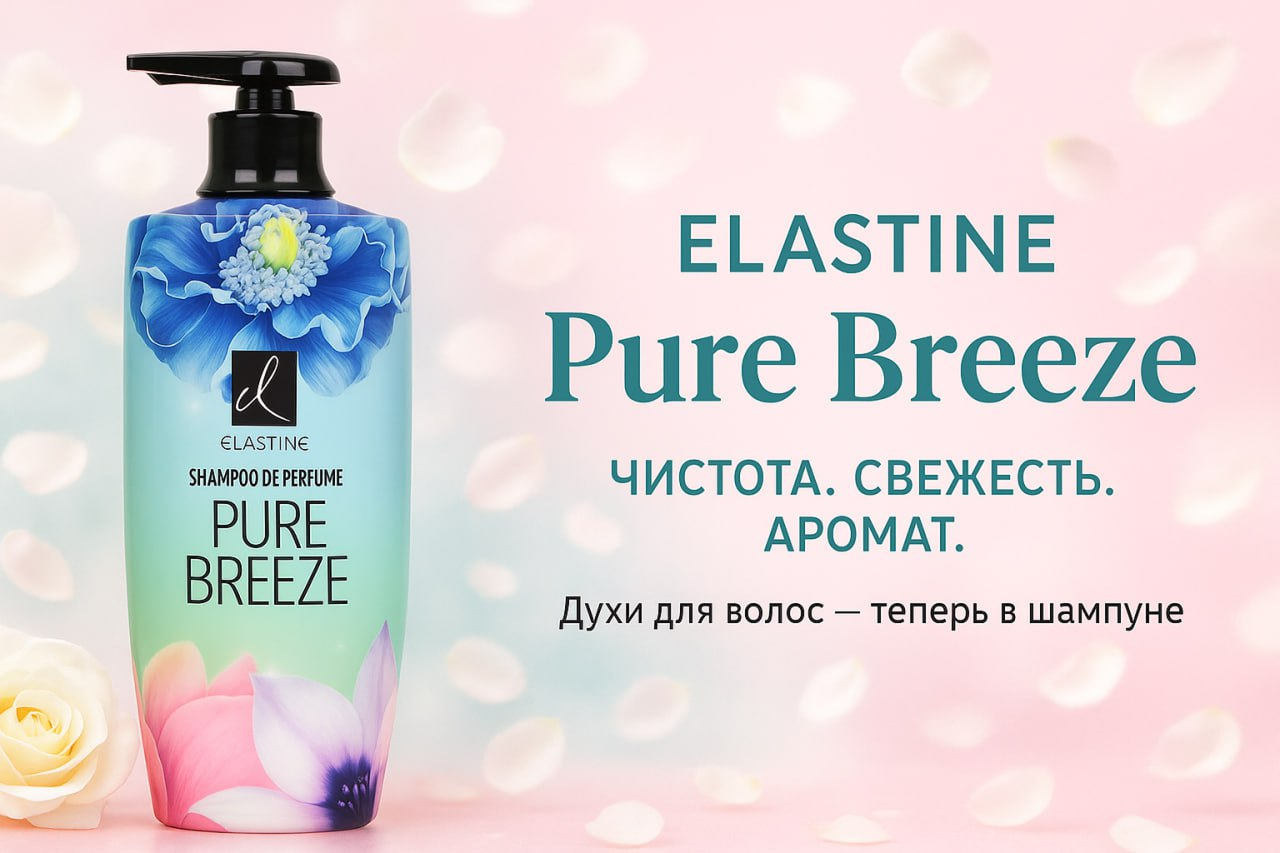 ELASTINE
SHAMPOO DE PERFUME
PURE
BREEZE
ELASTINE
Pure Breeze
ЧИСТОТА. СВЕЖЕСТЬ.
АРОМАТ.
Духи для волос — теперь в шампуне